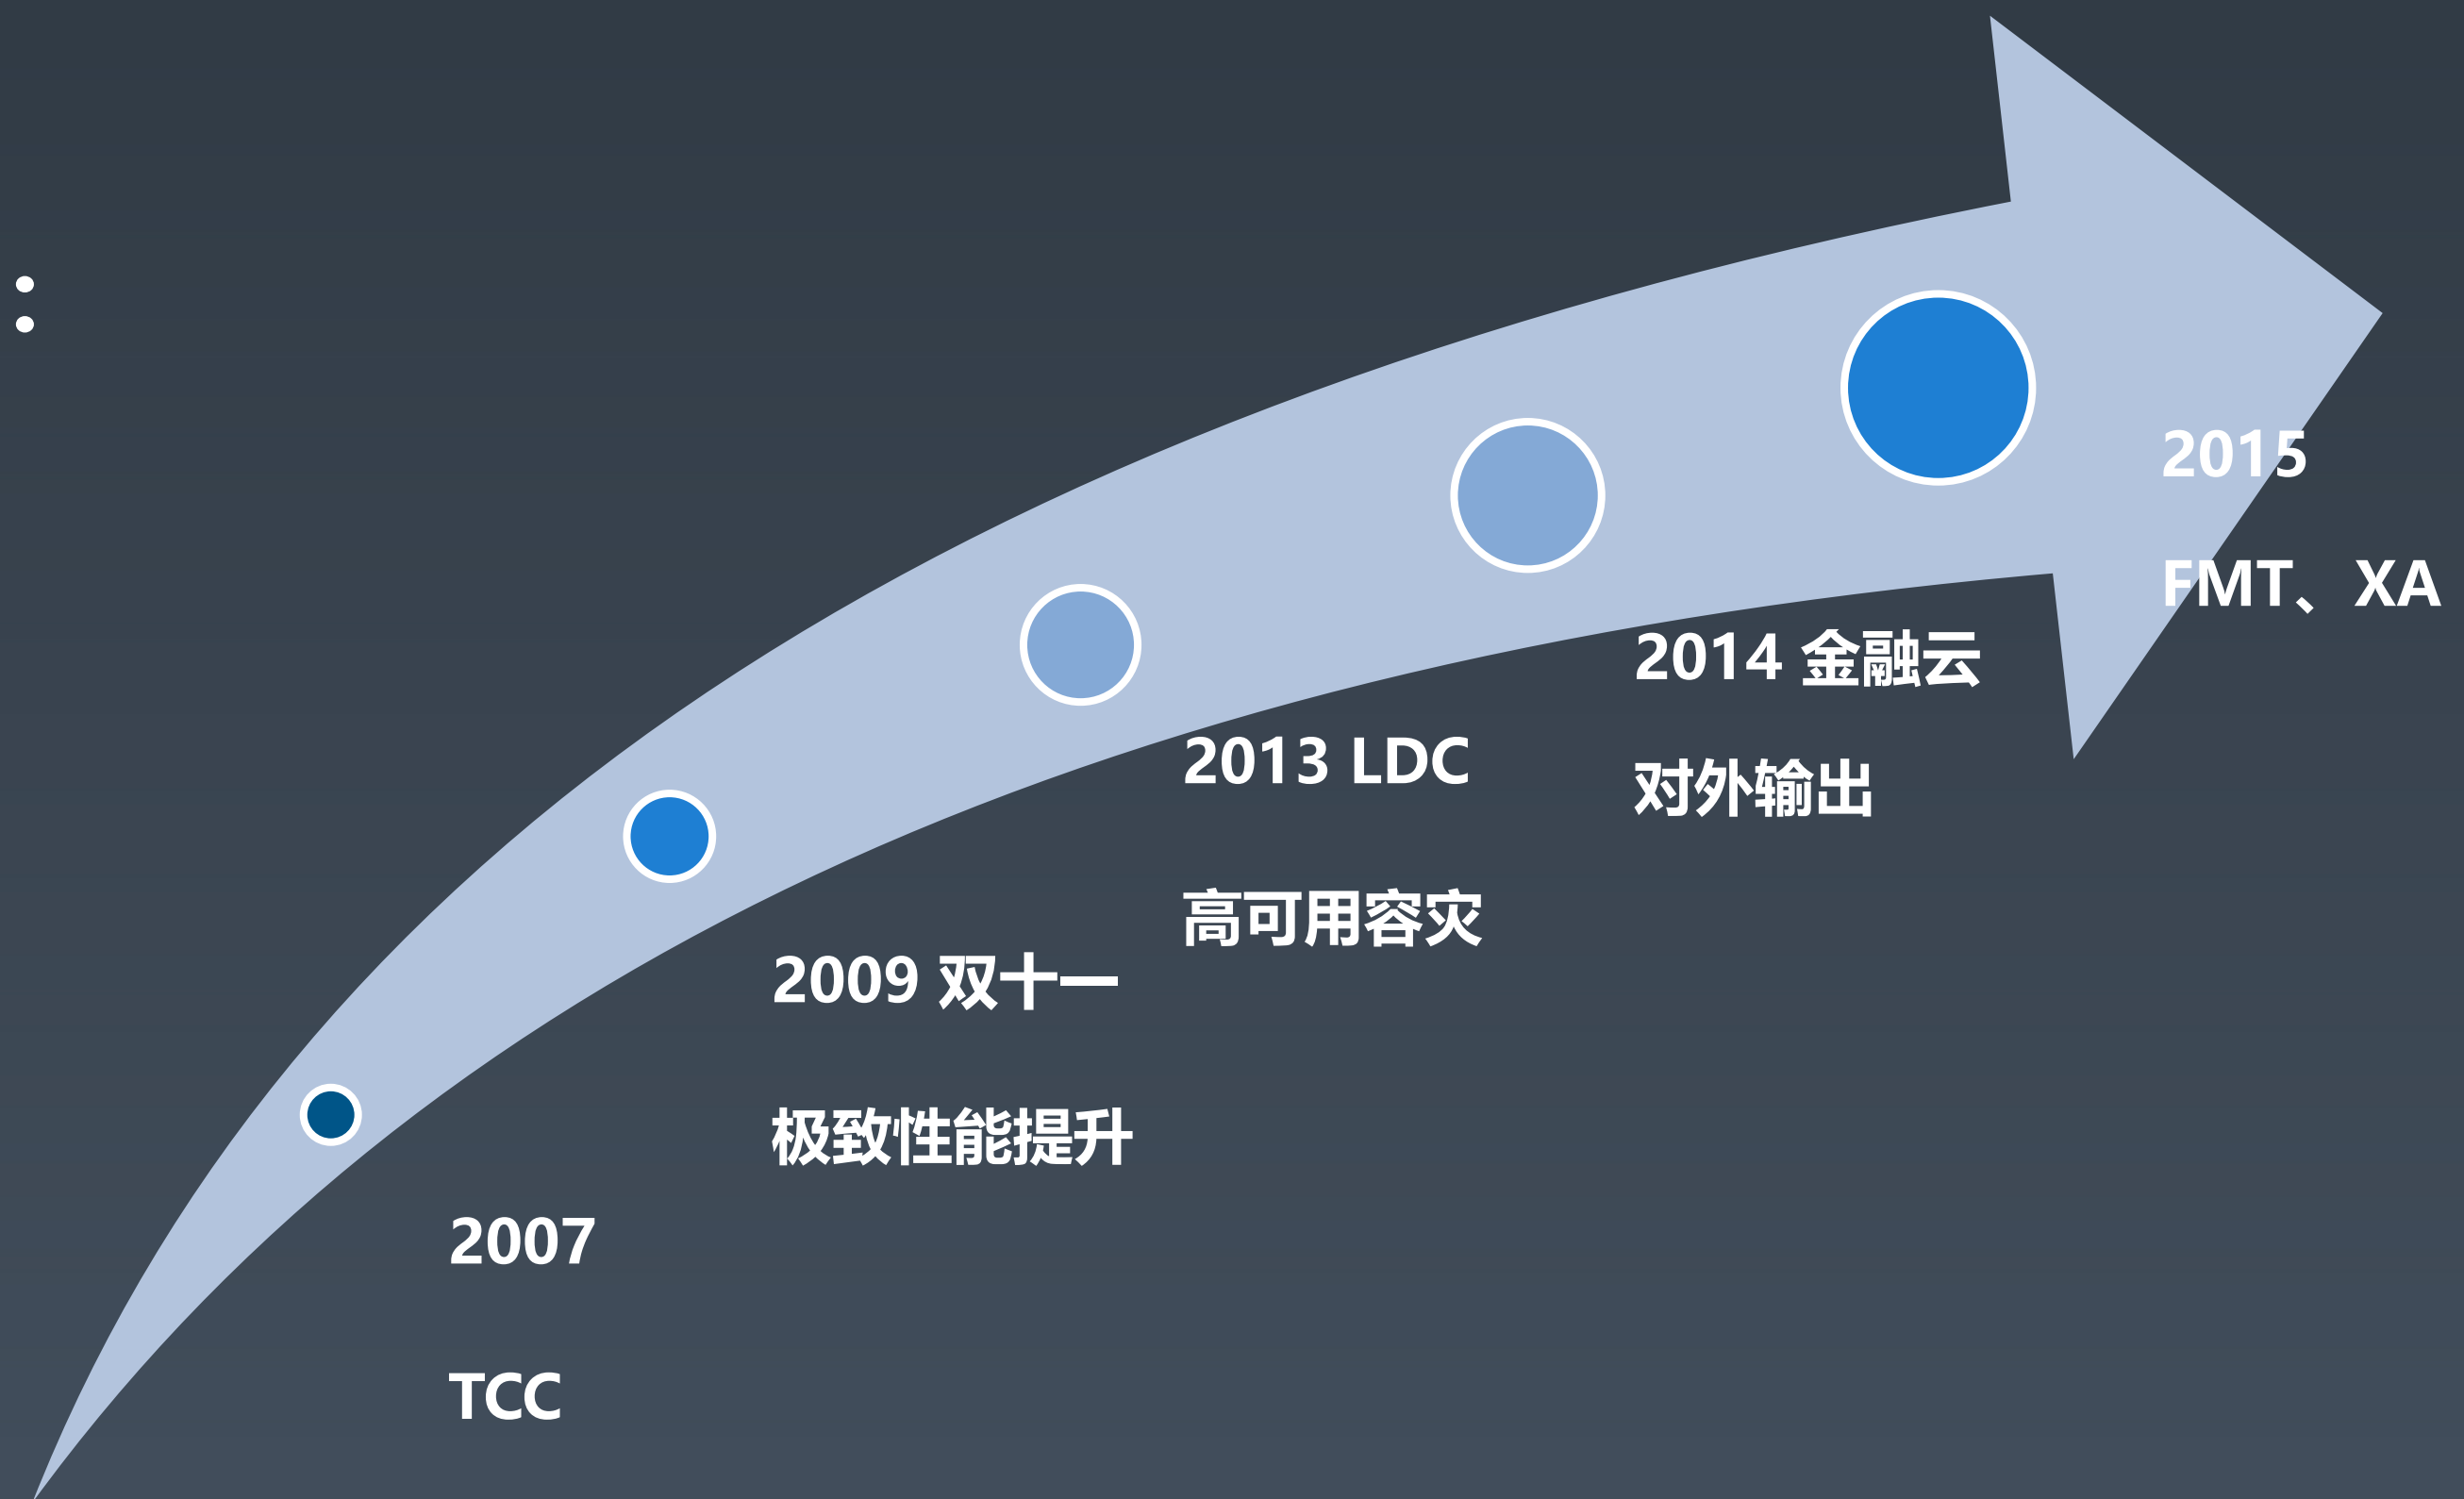 2007
TCC
2009 双十一
极致性能提升
2013 LDC
高可用容灾
2014 金融云
对外输出
2015
FMT、 XA